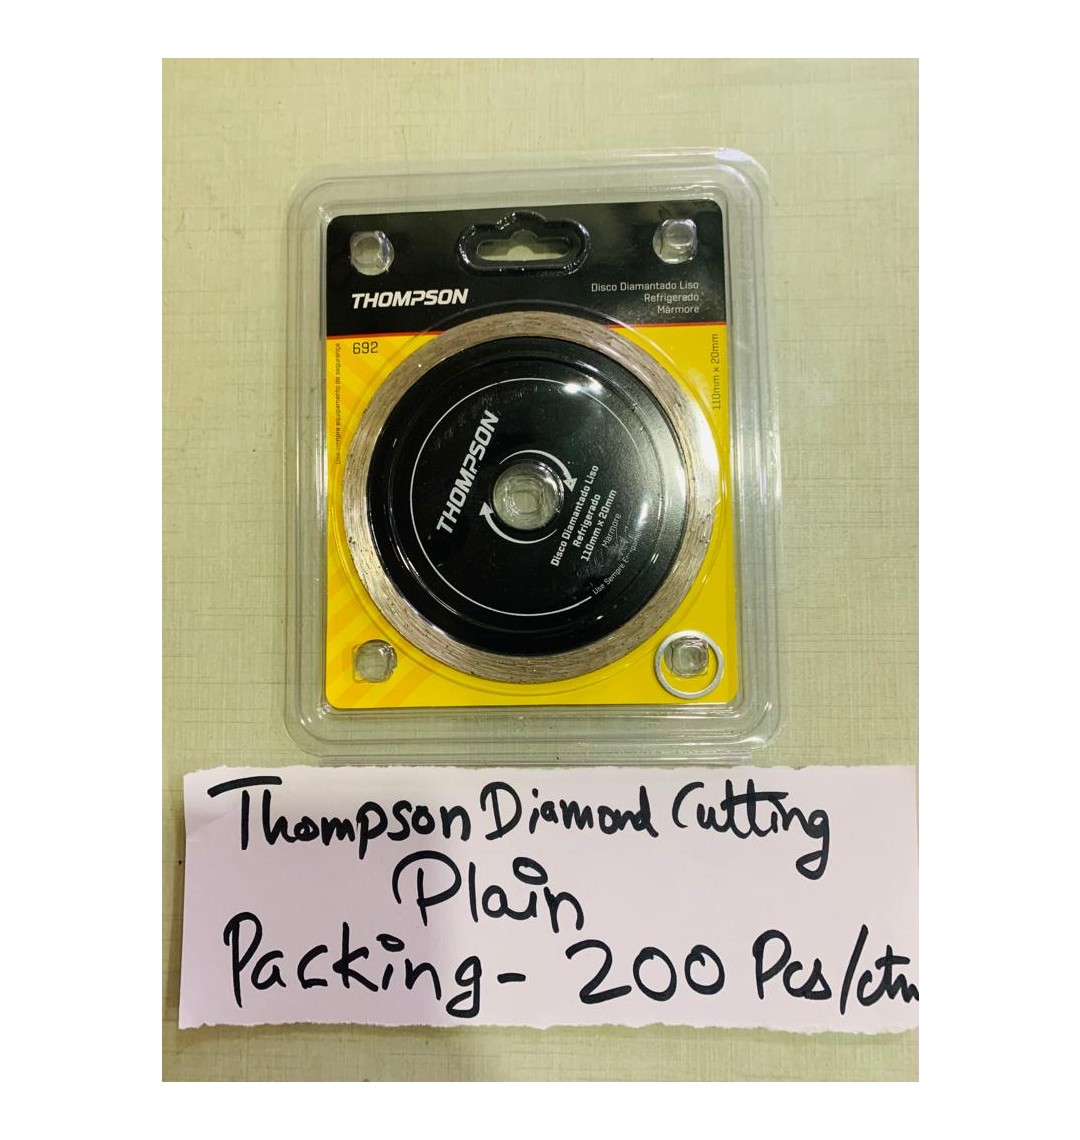 THOMPSON
Disco Diamantado Liso
Refrigerado
Mármore
692
Use sempre equipamento de segurança
110mm x 20mm
THOMPSON
Disco Diamantado Liso
Refrigerado
110mm x 20mm
Mármore
Use Sempre
Thompson Diamond Cutting
Plain
Packing - 200 Pcs/ctn